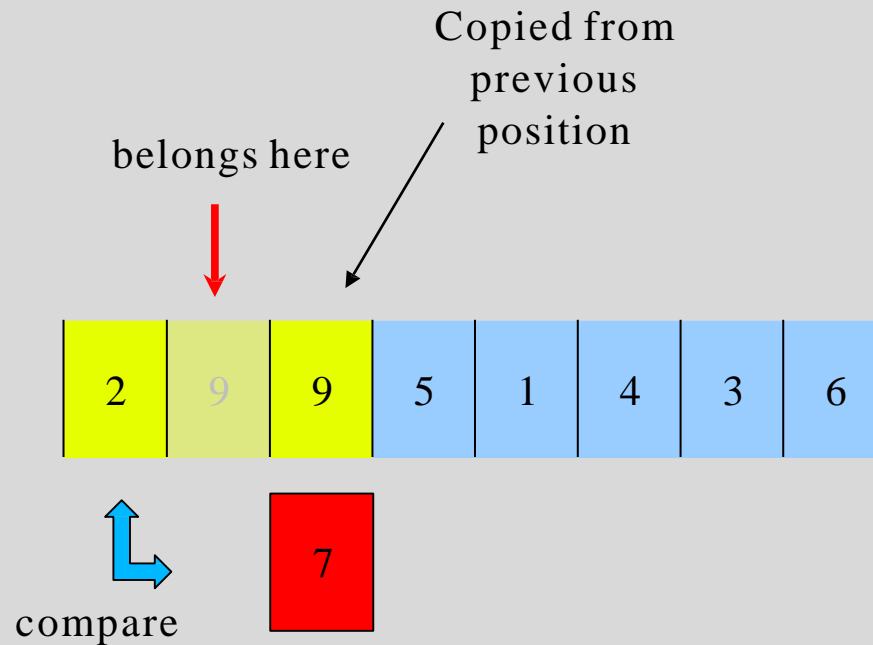 Copied from
previous
position
belongs here
2 9 9 5 1 4 3 6
7
compare